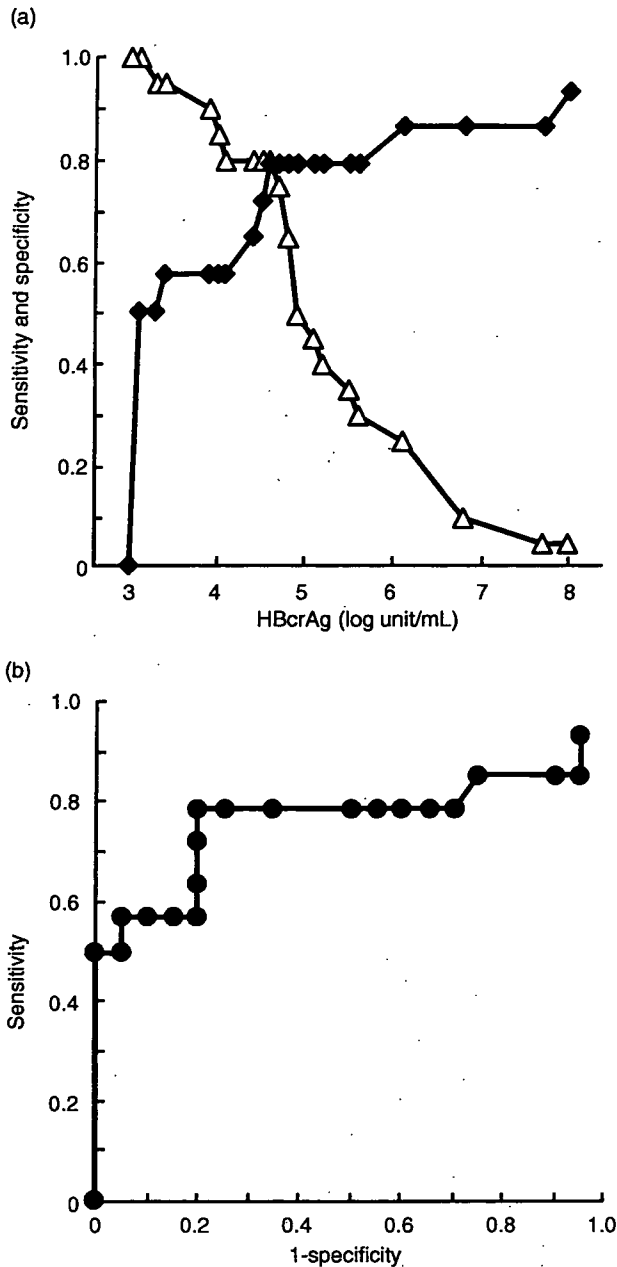 (a)
1.0
0.8
0.6
0.4
0.2
0
Sensitivity and specificity
3 4 5 6 7 8
HBcrAg (log unit/mL)
(b)
1.0
0.8
0.6
0.4
0.2
0
Sensitivity
0 0.2 0.4 0.6 0.8 1.0
1-specificity